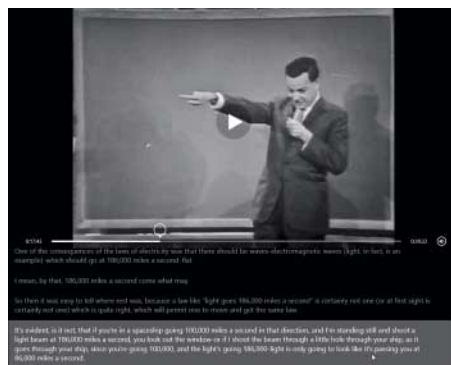 0:17:43
0:09:23
One of the consequences of the laws of electricity was that there should be waves-electromagnetic waves (light, in fact, is an
example) which should go at 186,000 miles a second -flat
I mean, by that, 186,000 miles a second come what may.
So then it was easy to tell where rest was, because a law like "light goes 186,000 miles a second" is certainly not one (or at first sight is
certainly not one) which is quite right, which will permit one to move and get the same law.
It's evident, is it not, that if you're in a spaceship going 100,000 miles a second in that direction, and I'm standing still and shoot a
light beam at 186,000 miles a second, you look out the window-or if I shoot the beam through a little hole through your ship, as it
goes through your ship, since you're going 100,000, and the light's going 186,000-light is only going to look like it's passing you at
86,000 miles a second.